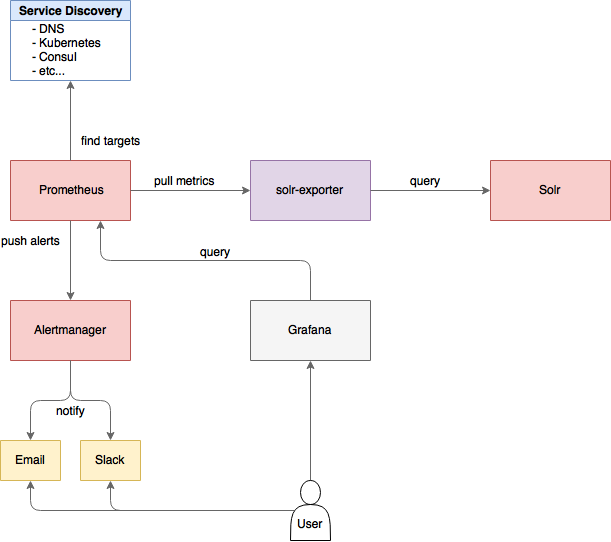 Service Discovery
- DNS
- Kubernetes
- Consul
- etc...
find targets
Prometheus
pull metrics
solr-exporter
query
Solr
push alerts
query
Alertmanager
Grafana
notify
Email
Slack
User